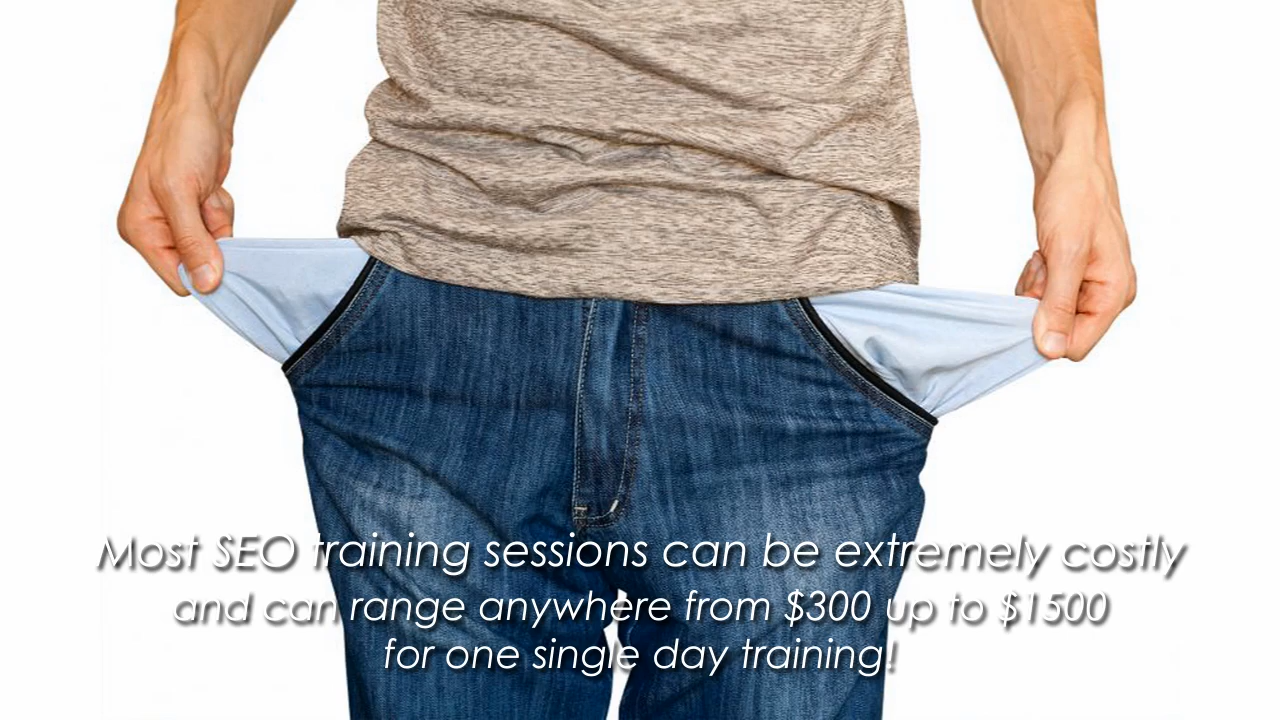 Most SEO training sessions can be extremely costly
and can range anywhere from $300 up to $1500
for one single day training!